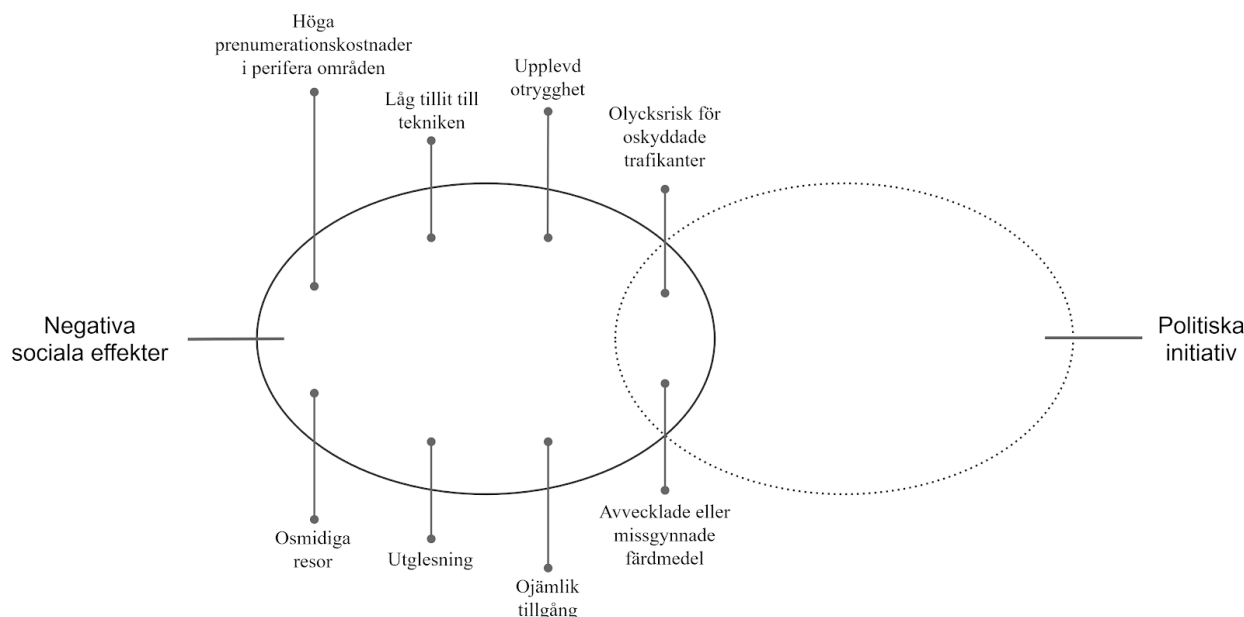 Höga
prenumerationskostnader
i perifera områden
Låg tillit till
tekniken
Upplevd
otrygghet
Olycksrisk för
oskyddade
trafikanter
Negativa
sociala effekter
Politiska
initiativ
Osmidiga
resor
Utglesning
Ojämlik
tillgång
Avvecklade eller
missgynnade
färdmedel